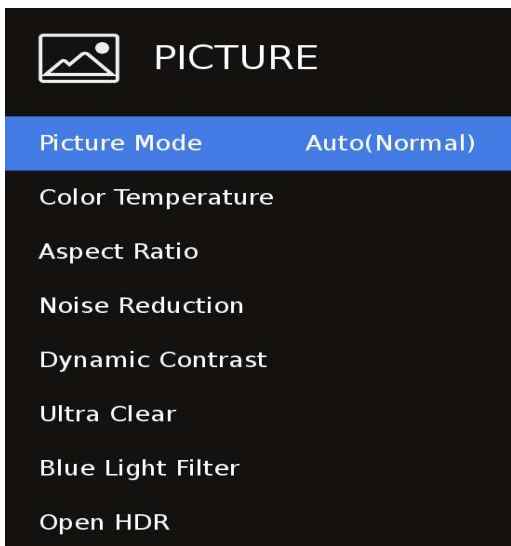 PICTURE
Picture Mode Auto(Normal)
Color Temperature
Aspect Ratio
Noise Reduction
Dynamic Contrast
Ultra Clear
Blue Light Filter
Open HDR